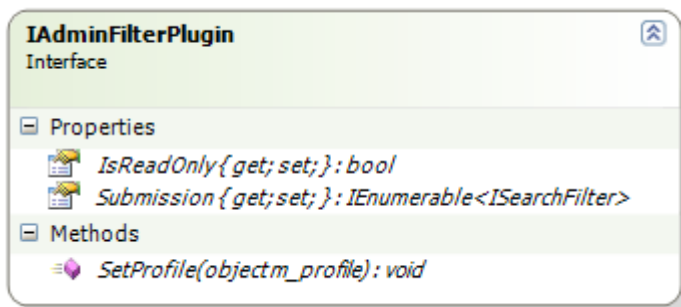 IAdminFilterPlugin
Interface
Properties
IsReadOnly { get; set; } : bool
Submission { get; set; } : IEnumerable<ISearchFilter>
Methods
SetProfile(objectm_profile) : void